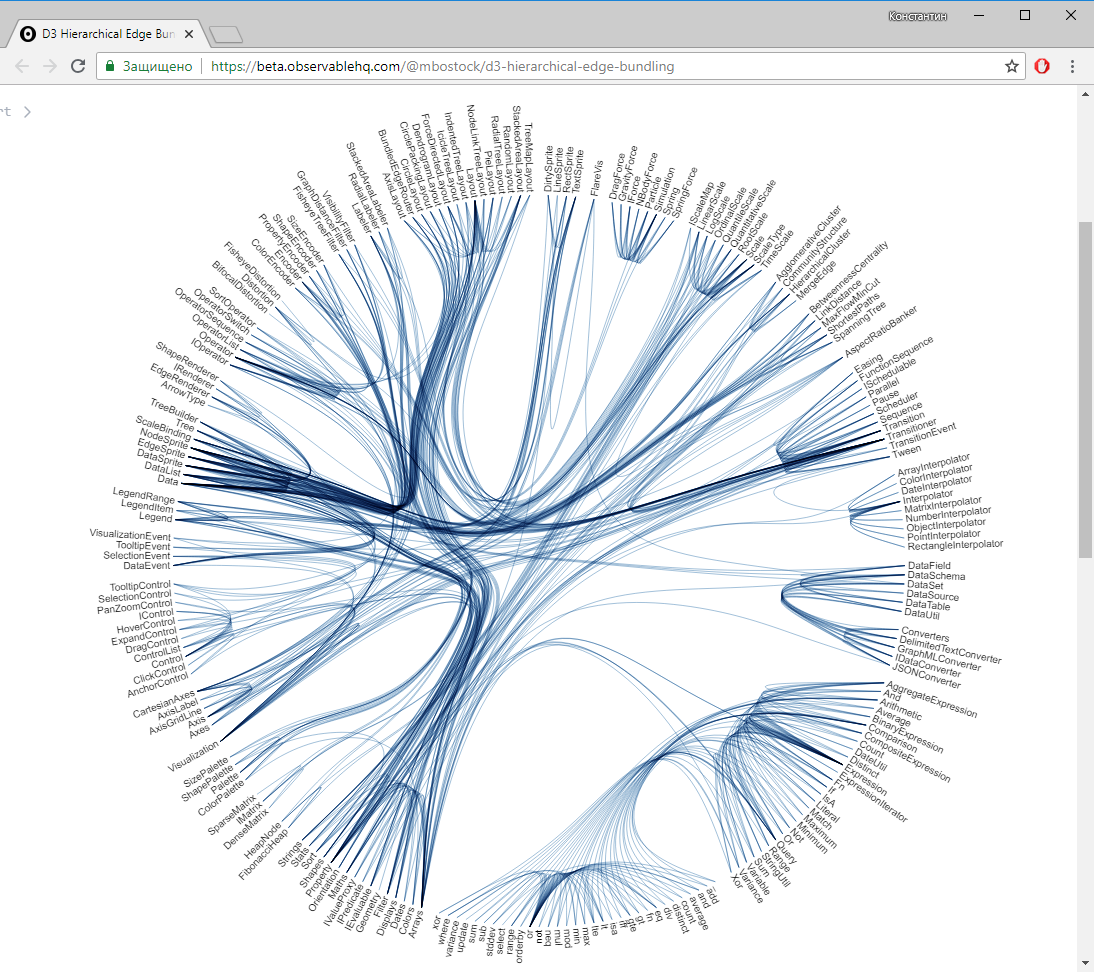 Константин
D3 Hierarchical Edge Bun
Защищено
https://beta.observablehq.com/@mbostock/d3-hierarchical-edge-bundling
rt
DirtySprite
LineSprite
RectSprite
TextSprite
FlareVis
DragForce
GravityForce
IForce
NBodyForce
Particle
Simulation
Spring
SpringForce
IScaleMap
LinearScale
LogScale
OrdinalScale
QuantileScale
QuantitativeScale
RootScale
Scale
ScaleType
TimeScale
AgglomerativeCluster
CommunityStructure
HierarchicalCluster
MergeEdge
BetweennessCentrality
LinkDistance
MaxFlowMinCut
ShortestPaths
SpanningTree
AspectRatioBanker
Easing
FunctionSequence
ISchedulable
Parallel
Pause
Scheduler
Sequence
Transition
Transitioner
TransitionEvent
Tween
ArrayInterpolator
ColorInterpolator
DateInterpolator
Interpolator
MatrixInterpolator
NumberInterpolator
ObjectInterpolator
PointInterpolator
RectangleInterpolator
DataField
DataSchema
DataSet
DataSource
DataTable
DataUtil
Converters
DelimitedTextConverter
GraphMLConverter
IDataConverter
JSONConverter
AggregateExpression
And
Arithmetic
Average
BinaryExpression
Comparison
CompositeExpression
Count
DateUtil
Distinct
Expression
ExpressionIterator
Fn
If
IsA
Literal
Match
Maximum
Minimum
Not
Or
Query
Range
StringUtil
Sum
Variable
Variance
Xor
add
and
average
count
distinct
div
eq
fn
gt
gte
iff
isa
lt
lte
max
min
mod
mul
neq
not
or
orderby
range
select
stddev
sub
sum
update
variance
where
xor
Arrays
Colors
Dates
Displays
Filter
Geometry
IEvaluable
IPredicate
IValueProxy
Maths
Orientation
Property
Shapes
Sort
Stats
Strings
FibonacciHeap
HeapNode
DenseMatrix
IMatrix
SparseMatrix
ColorPalette
Palette
ShapePalette
SizePalette
Visualization
Axes
Axis
AxisGridLine
AxisLabel
CartesianAxes
AnchorControl
ClickControl
Control
ControlList
DragControl
ExpandControl
HoverControl
IControl
PanZoomControl
SelectionControl
TooltipControl
DataEvent
SelectionEvent
TooltipEvent
VisualizationEvent
Legend
LegendItem
LegendRange
Data
DataList
DataSprite
EdgeSprite
NodeSprite
ScaleBinding
Tree
TreeBuilder
ArrowType
EdgeRenderer
IRenderer
ShapeRenderer
IOperator
Operator
OperatorList
OperatorSequence
OperatorSwitch
SortOperator
BifocalDistortion
Distortion
FisheyeDistortion
ColorEncoder
Encoder
PropertyEncoder
ShapeEncoder
SizeEncoder
FisheyeTreeFilter
GraphDistanceFilter
VisibilityFilter
Labeler
RadialLabeler
StackedAreaLabeler
AxisLayout
BundledEdgeRouter
CircleLayout
CirclePackingLayout
DendrogramLayout
ForceDirectedLayout
IcicleTreeLayout
IndentedTreeLayout
Layout
NodeLinkTreeLayout
PieLayout
RadialTreeLayout
RandomLayout
StackedAreaLayout
TreeMapLayout